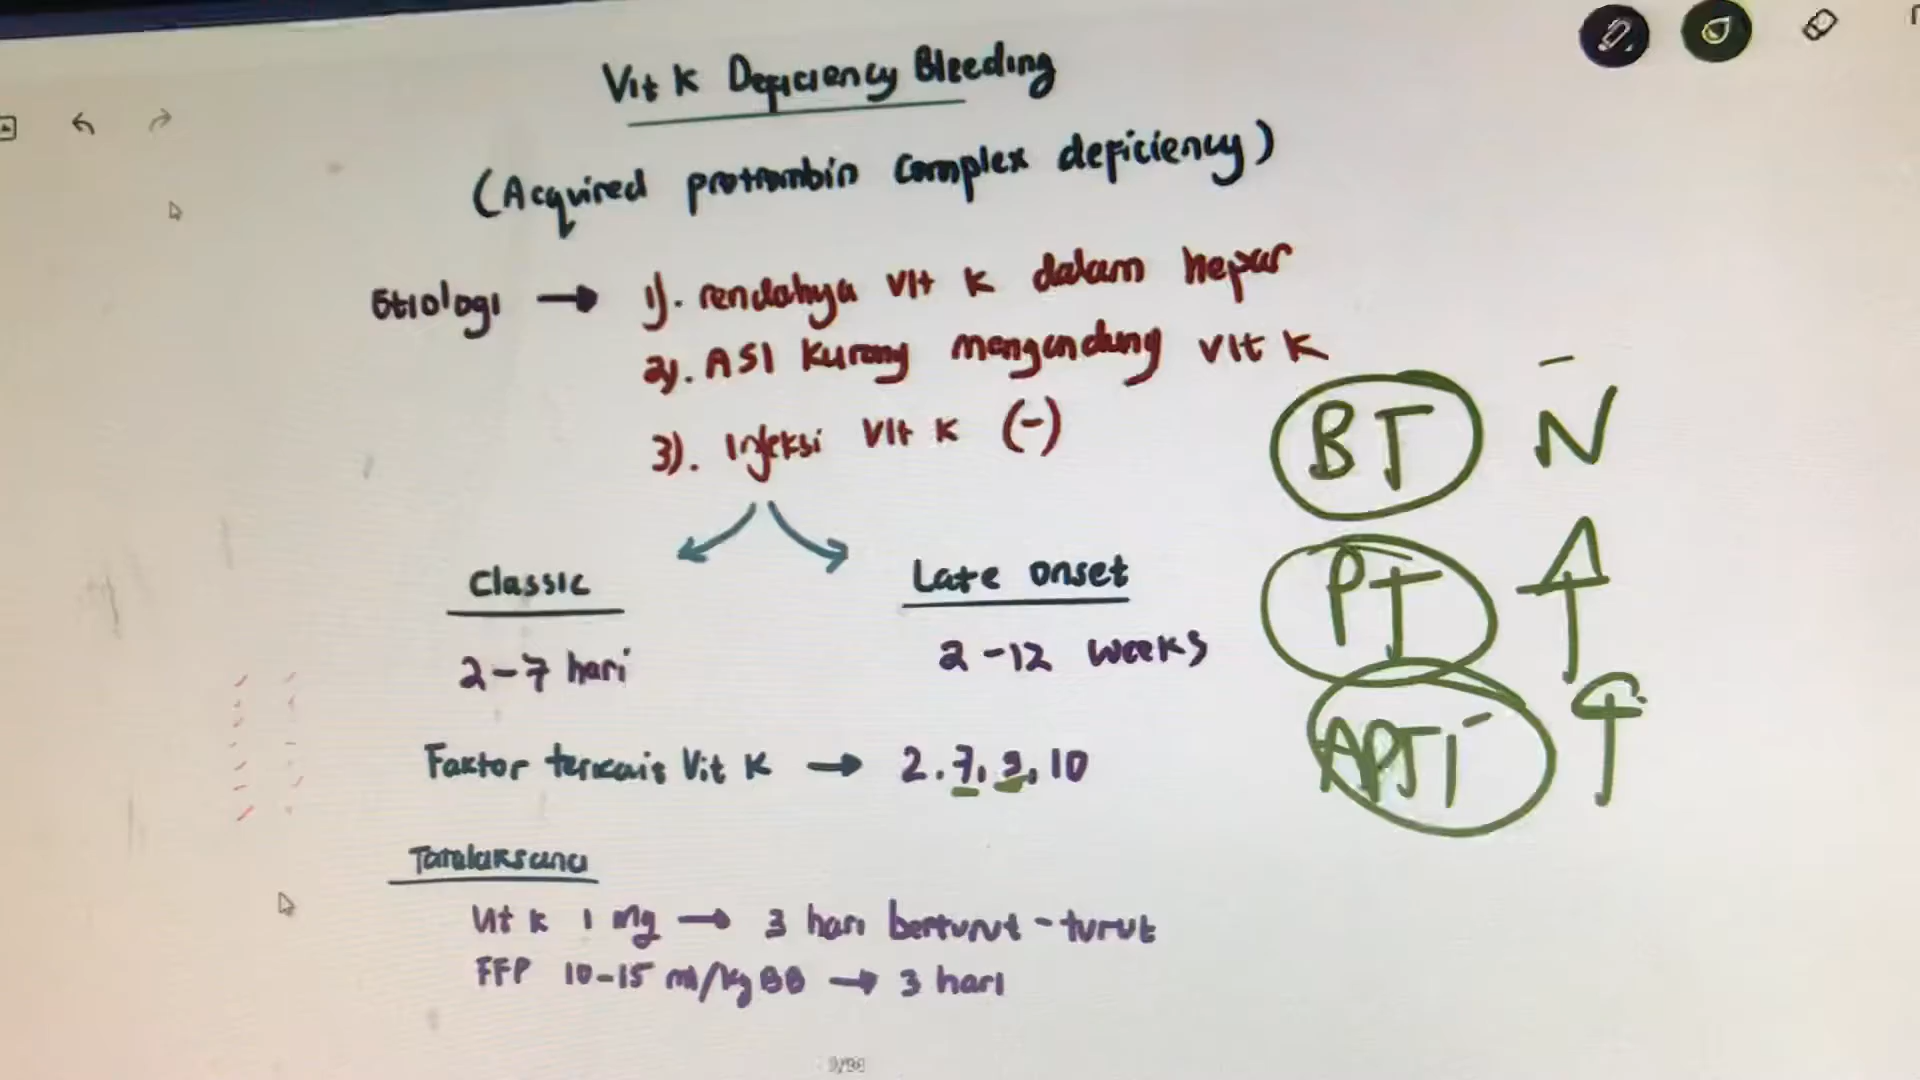 Vit K Deficiency Bleeding
(Acquired protrombin complex deficiency)
Etiologi → 1). rendahya vit K dalam hepar
2). ASI kurang mengandung vit K
3). Injeksi Vit K (-)
Classic
Late onset
2-7 hari
2-12 weeks
Faktor terkait Vit K → 2.7.9.10
Tatalaksana
Vit K 1 mg → 3 hari berturut-turut
FFP 10-15 ml/kgBB → 3 hari
BT N
PT ↑
APTT ↑